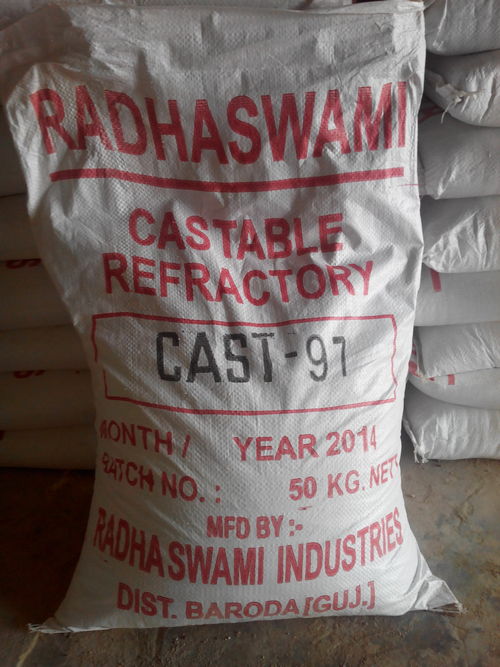 RADHASWAMI
CASTABLE
REFRACTORY
CAST-97
MONTH / YEAR 2014
BATCH NO. : 50 KG. NETT
MFD BY :-
RADHASWAMI INDUSTRIES
DIST. BARODA [GUJ.]